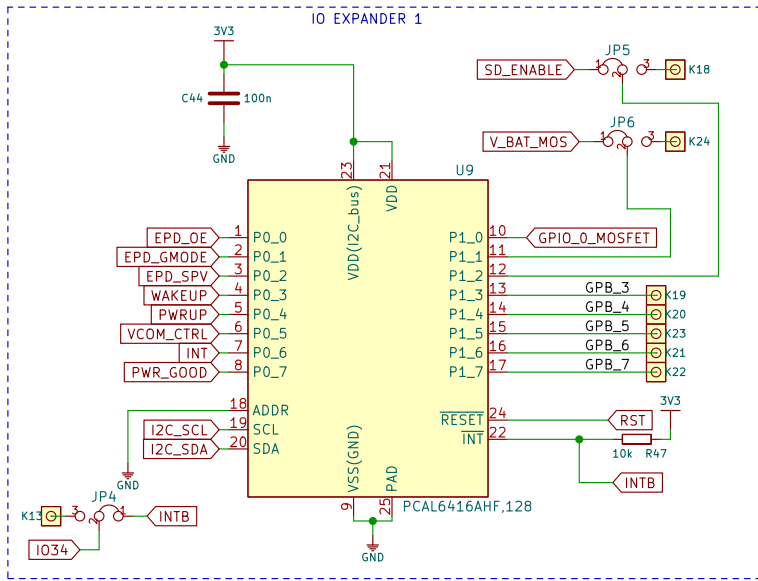 IO EXPANDER 1
3V3
C44 100n
GND
JP5
SD_ENABLE 1 2 3 K18
JP6
V_BAT_MOS 1 2 3 K24
U9
23 21
VDD(I2C_bus) VDD
EPD_OE 1 P0_0
EPD_GMODE 2 P0_1
EPD_SPV 3 P0_2
WAKEUP 4 P0_3
PWRUP 5 P0_4
VCOM_CTRL 6 P0_5
INT 7 P0_6
PWR_GOOD 8 P0_7
18 ADDR
I2C_SCL 19 SCL
I2C_SDA 20 SDA
GND
P1_0 10 GPIO_0_MOSFET
P1_1 11
P1_2 12
P1_3 13 GPB_3 K19
P1_4 14 GPB_4 K20
P1_5 15 GPB_5 K23
P1_6 16 GPB_6 K21
P1_7 17 GPB_7 K22
RESET 24 RST
INT 22
3V3
10k R47
INTB
VSS(GND) PAD
9 25
PCAL6416AHF,128
GND
JP4
K13 3 2 1 INTB
IO34